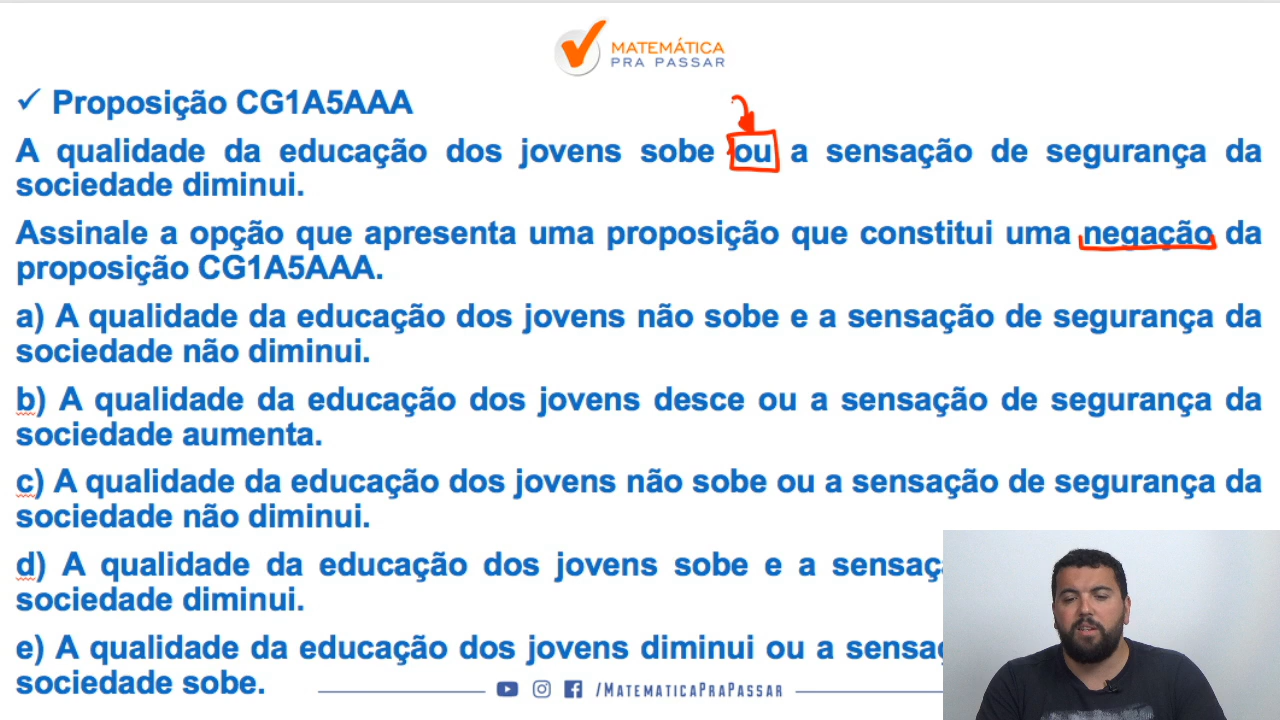 MATEMÁTICA
PRA PASSAR
✓ Proposição CG1A5AAA
A qualidade da educação dos jovens sobe ou a sensação de segurança da
sociedade diminui.
Assinale a opção que apresenta uma proposição que constitui uma negação da
proposição CG1A5AAA.
a) A qualidade da educação dos jovens não sobe e a sensação de segurança da
sociedade não diminui.
b) A qualidade da educação dos jovens desce ou a sensação de segurança da
sociedade aumenta.
c) A qualidade da educação dos jovens não sobe ou a sensação de segurança da
sociedade não diminui.
d) A qualidade da educação dos jovens sobe e a
sociedade diminui.
e) A qualidade da educação dos jovens diminui ou a
sociedade sobe.
/MATEMATICAPRAPASSAR